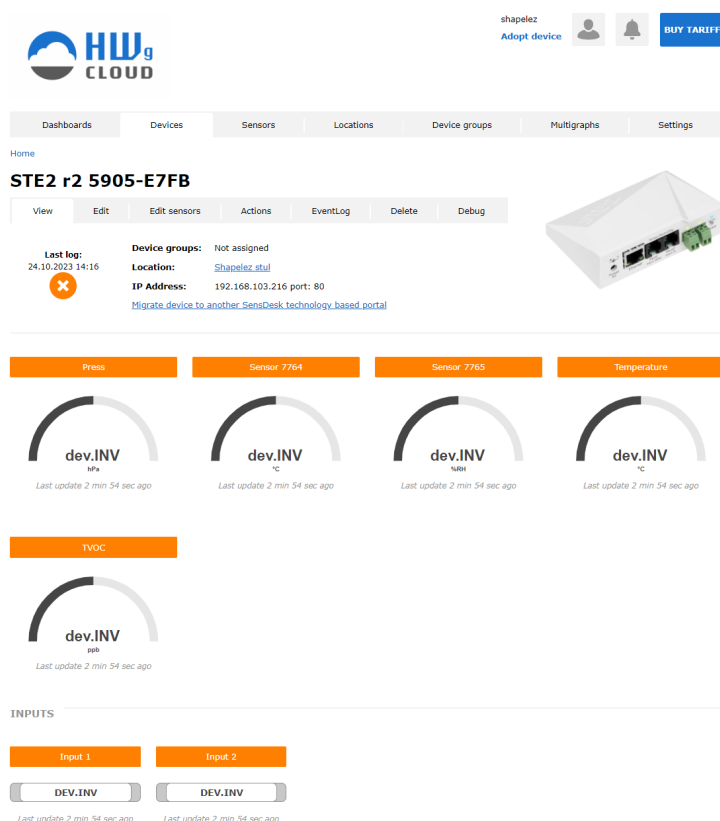 shapelez
Adopt device
BUY TARIFF
HWg
CLOUD
Dashboards Devices Sensors Locations Device groups Multigraphs Settings
Home
STE2 r2 5905-E7FB
View Edit Edit sensors Actions EventLog Delete Debug
Last log:
24.10.2023 14:16
Device groups: Not assigned
Location: Shapelez stul
IP Address: 192.168.103.216 port: 80
Migrate device to another SensDesk technology based portal
Press Sensor 7764 Sensor 7765 Temperature
dev.INV dev.INV dev.INV dev.INV
hPa °C %RH °C
Last update 2 min 54 sec ago Last update 2 min 54 sec ago Last update 2 min 54 sec ago Last update 2 min 54 sec ago
TVOC
dev.INV
ppb
Last update 2 min 54 sec ago
INPUTS
Input 1 Input 2
DEV.INV DEV.INV
Last update 2 min 54 sec ago Last update 2 min 54 sec ago